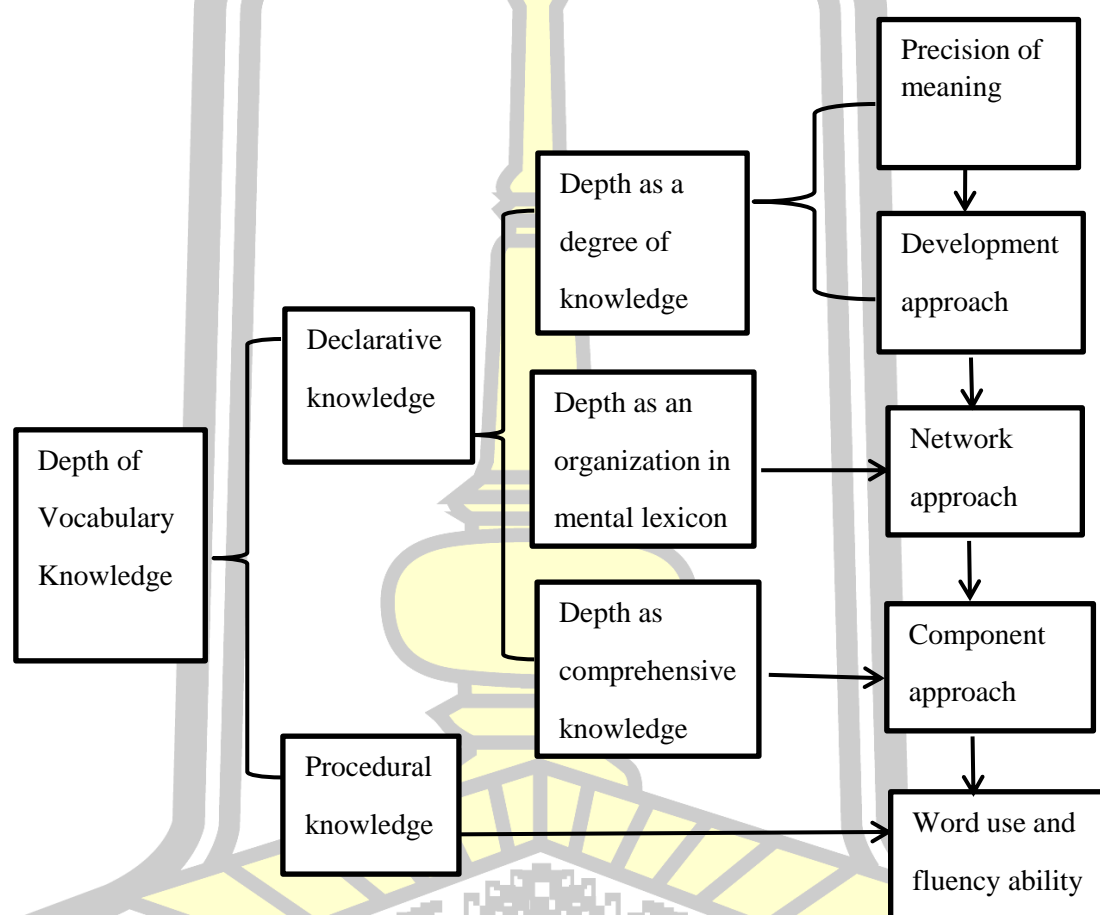 Depth of
Vocabulary
Knowledge
Declarative
knowledge
Procedural
knowledge
Depth as a
degree of
knowledge
Depth as an
organization in
mental lexicon
Depth as
comprehensive
knowledge
Precision of
meaning
Development
approach
Network
approach
Component
approach
Word use and
fluency ability